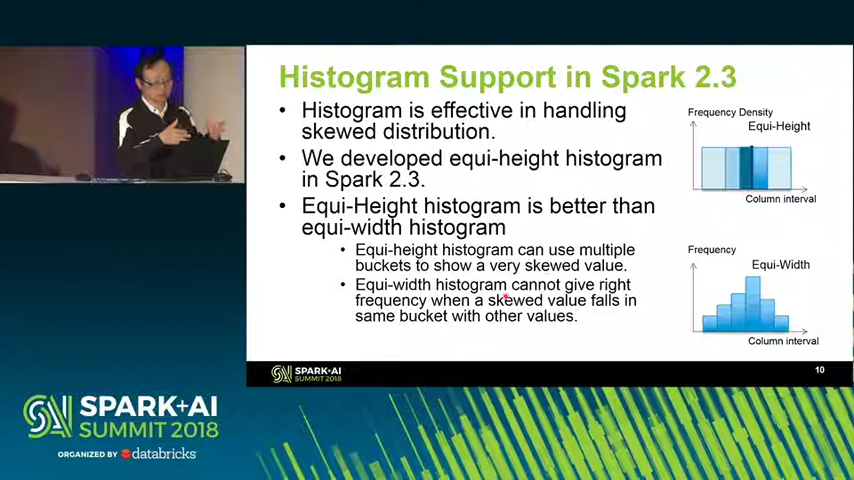 Histogram Support in Spark 2.3
• Histogram is effective in handling
skewed distribution.
• We developed equi-height histogram
in Spark 2.3.
• Equi-Height histogram is better than
equi-width histogram
• Equi-height histogram can use multiple
buckets to show a very skewed value.
• Equi-width histogram cannot give right
frequency when a skewed value falls in
same bucket with other values.
Frequency Density
Equi-Height
Column interval
Frequency
Equi-Width
Column interval
SPARK+AI
SUMMIT 2018
10
SPARK+AI
SUMMIT 2018
ORGANIZED BY databricks